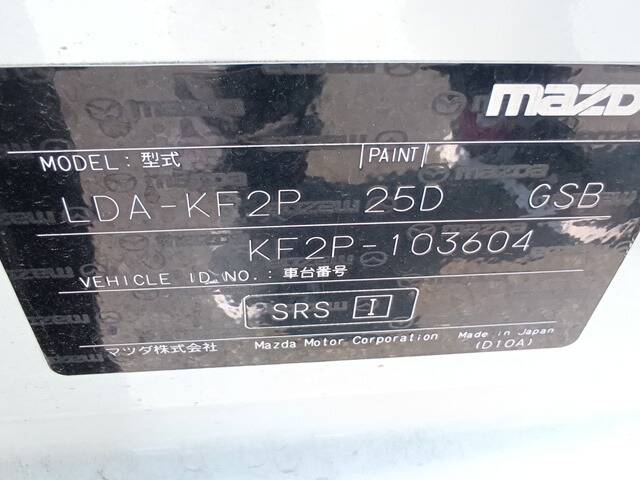 mazD
MODEL: 型式 PAINT
LDA-KF2P 25D GSB
KF2P-103604
VEHICLE ID NO.: 車台番号
SRS I
マツダ株式会社 Mazda Motor Corporation Made in Japan
(D10A)